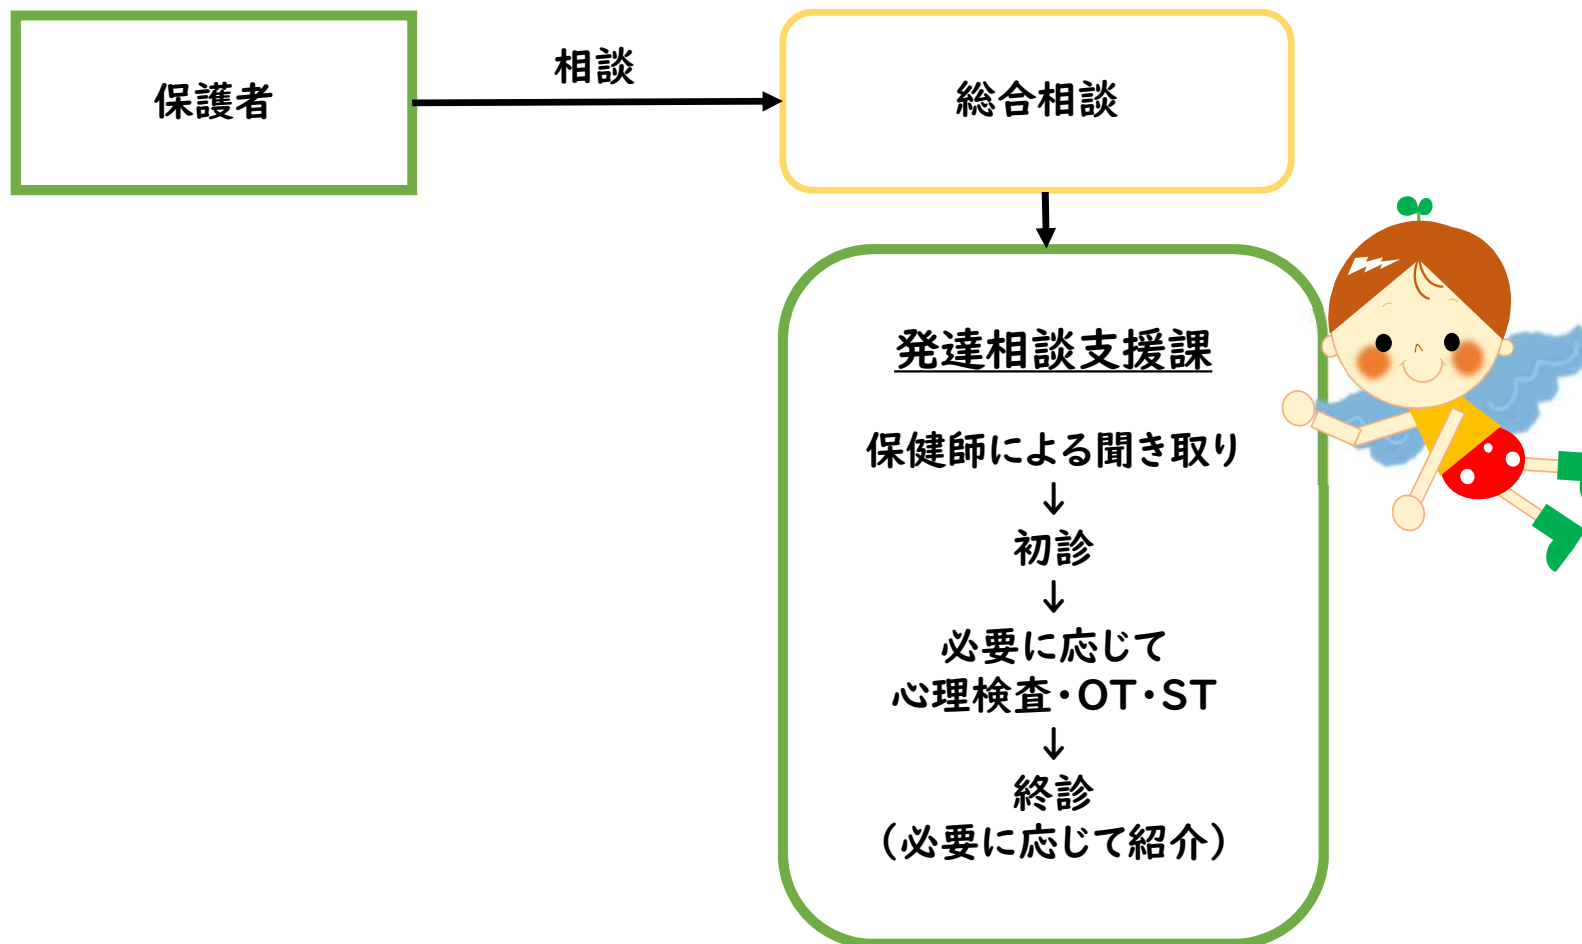 保護者
相談
総合相談
発達相談支援課
保健師による聞き取り
↓
初診
↓
必要に応じて
心理検査・OT・ST
↓
終診
（必要に応じて紹介）